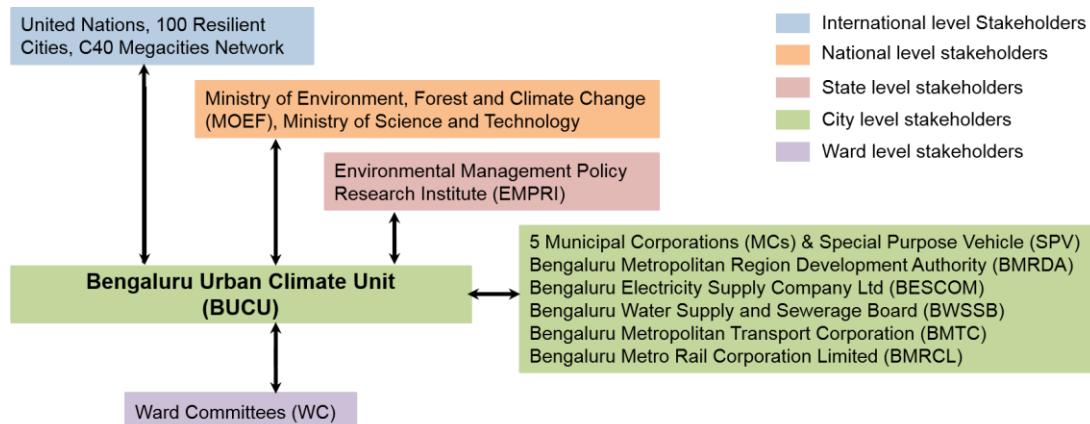 United Nations, 100 Resilient
Cities, C40 Megacities Network
International level Stakeholders
National level stakeholders
State level stakeholders
City level stakeholders
Ward level stakeholders
Ministry of Environment, Forest and Climate Change
(MOEF), Ministry of Science and Technology
Environmental Management Policy
Research Institute (EMPRI)
5 Municipal Corporations (MCs) & Special Purpose Vehicle (SPV)
Bengaluru Metropolitan Region Development Authority (BMRDA)
Bengaluru Electricity Supply Company Ltd (BESCOM)
Bengaluru Water Supply and Sewerage Board (BWSSB)
Bengaluru Metropolitan Transport Corporation (BMTC)
Bengaluru Metro Rail Corporation Limited (BMRCL)
Bengaluru Urban Climate Unit
(BUCU)
Ward Committees (WC)